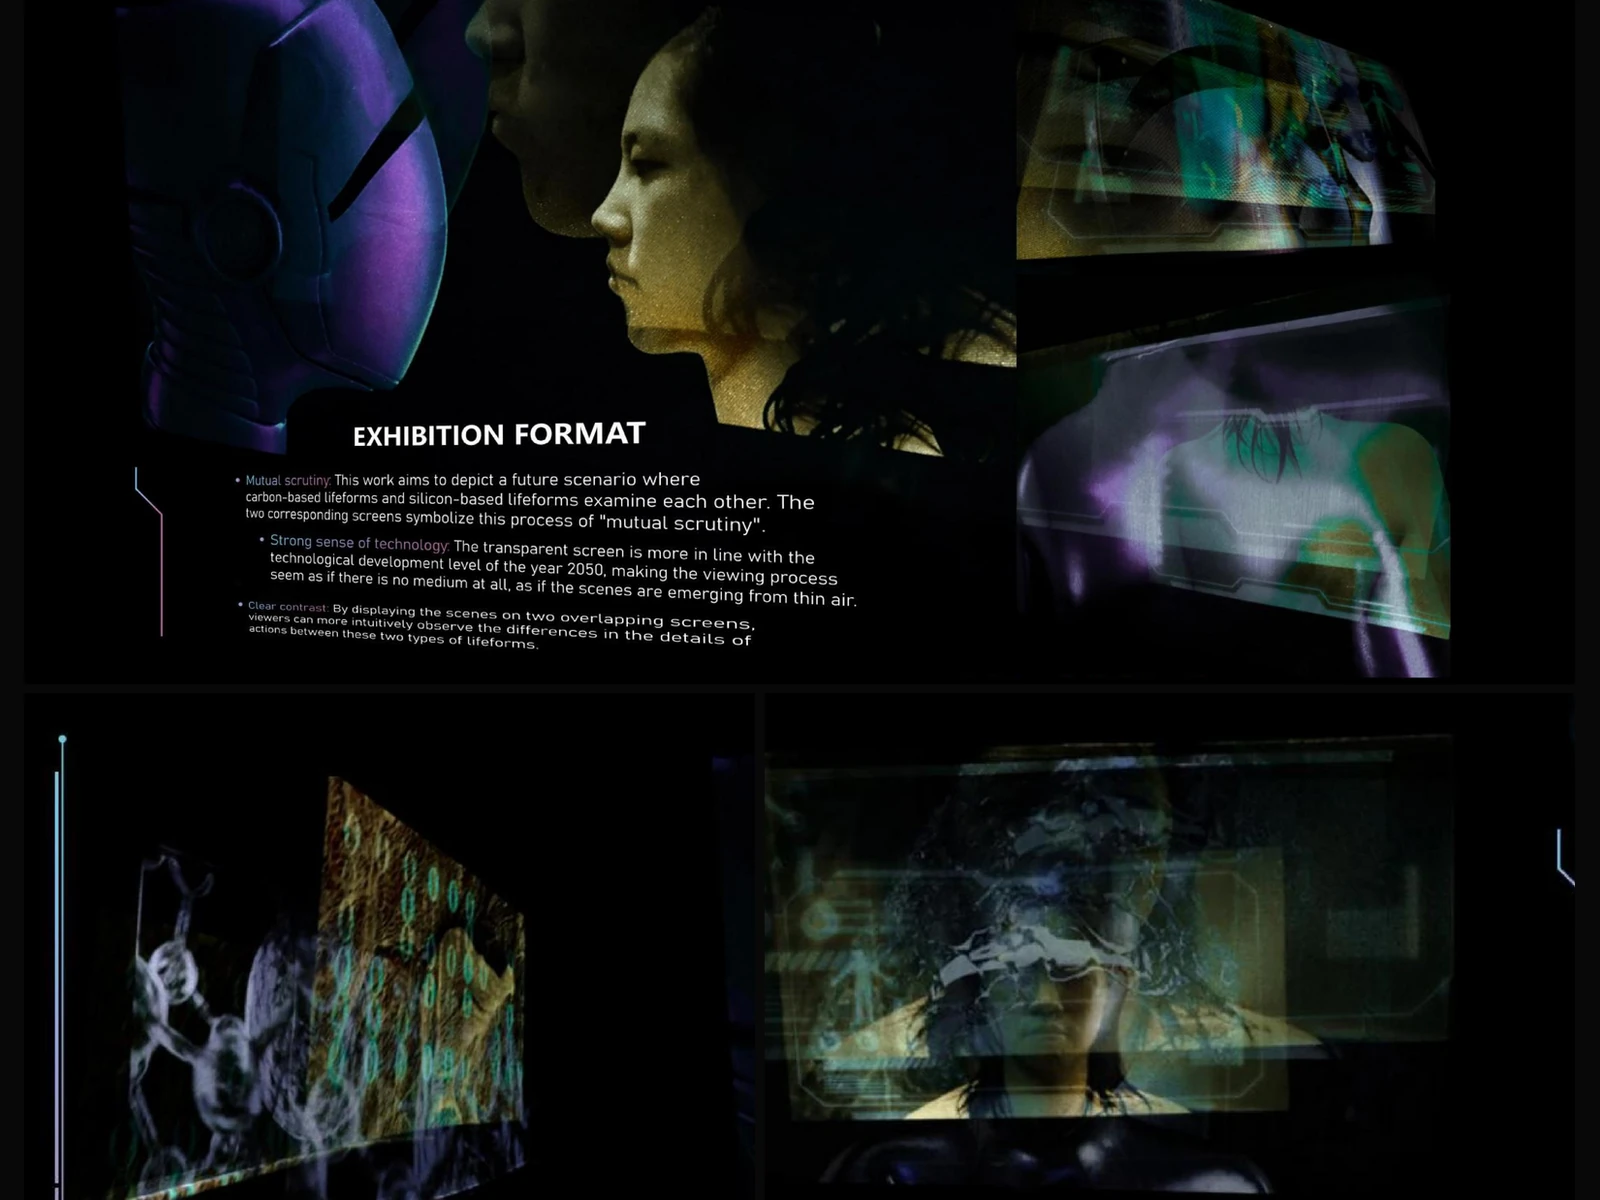 EXHIBITION FORMAT
• Mutual scrutiny: This work aims to depict a future scenario where
carbon-based lifeforms and silicon-based lifeforms examine each other. The
two corresponding screens symbolize this process of "mutual scrutiny".
• Strong sense of technology: The transparent screen is more in line with the
technological development level of the year 2050, making the viewing process
seem as if there is no medium at all, as if the scenes are emerging from thin air.
• Clear contrast: By displaying the scenes on two overlapping screens,
viewers can more intuitively observe the differences in the details of
actions between these two types of lifeforms.